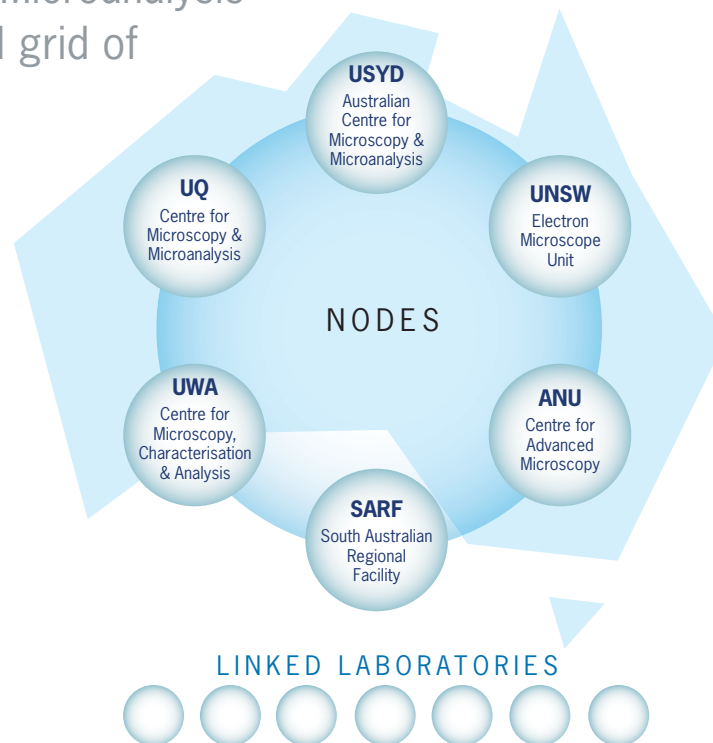 Microanalysis
grid of
USYD
Australian
Centre for
Microscopy &
Microanalysis
UQ
Centre for
Microscopy &
Microanalysis
UNSW
Electron
Microscope
Unit
NODES
UWA
Centre for
Microscopy,
Characterisation
& Analysis
ANU
Centre for
Advanced
Microscopy
SARF
South Australian
Regional
Facility
LINKED LABORATORIES